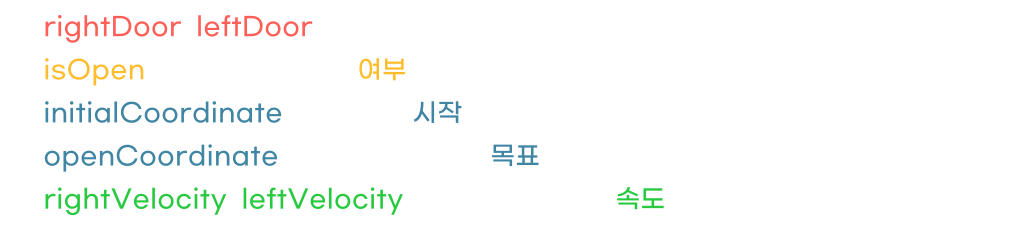 rightDoor leftDoor
isOpen 여부
initialCoordinate 시작
openCoordinate 목표
rightVelocity leftVelocity 속도